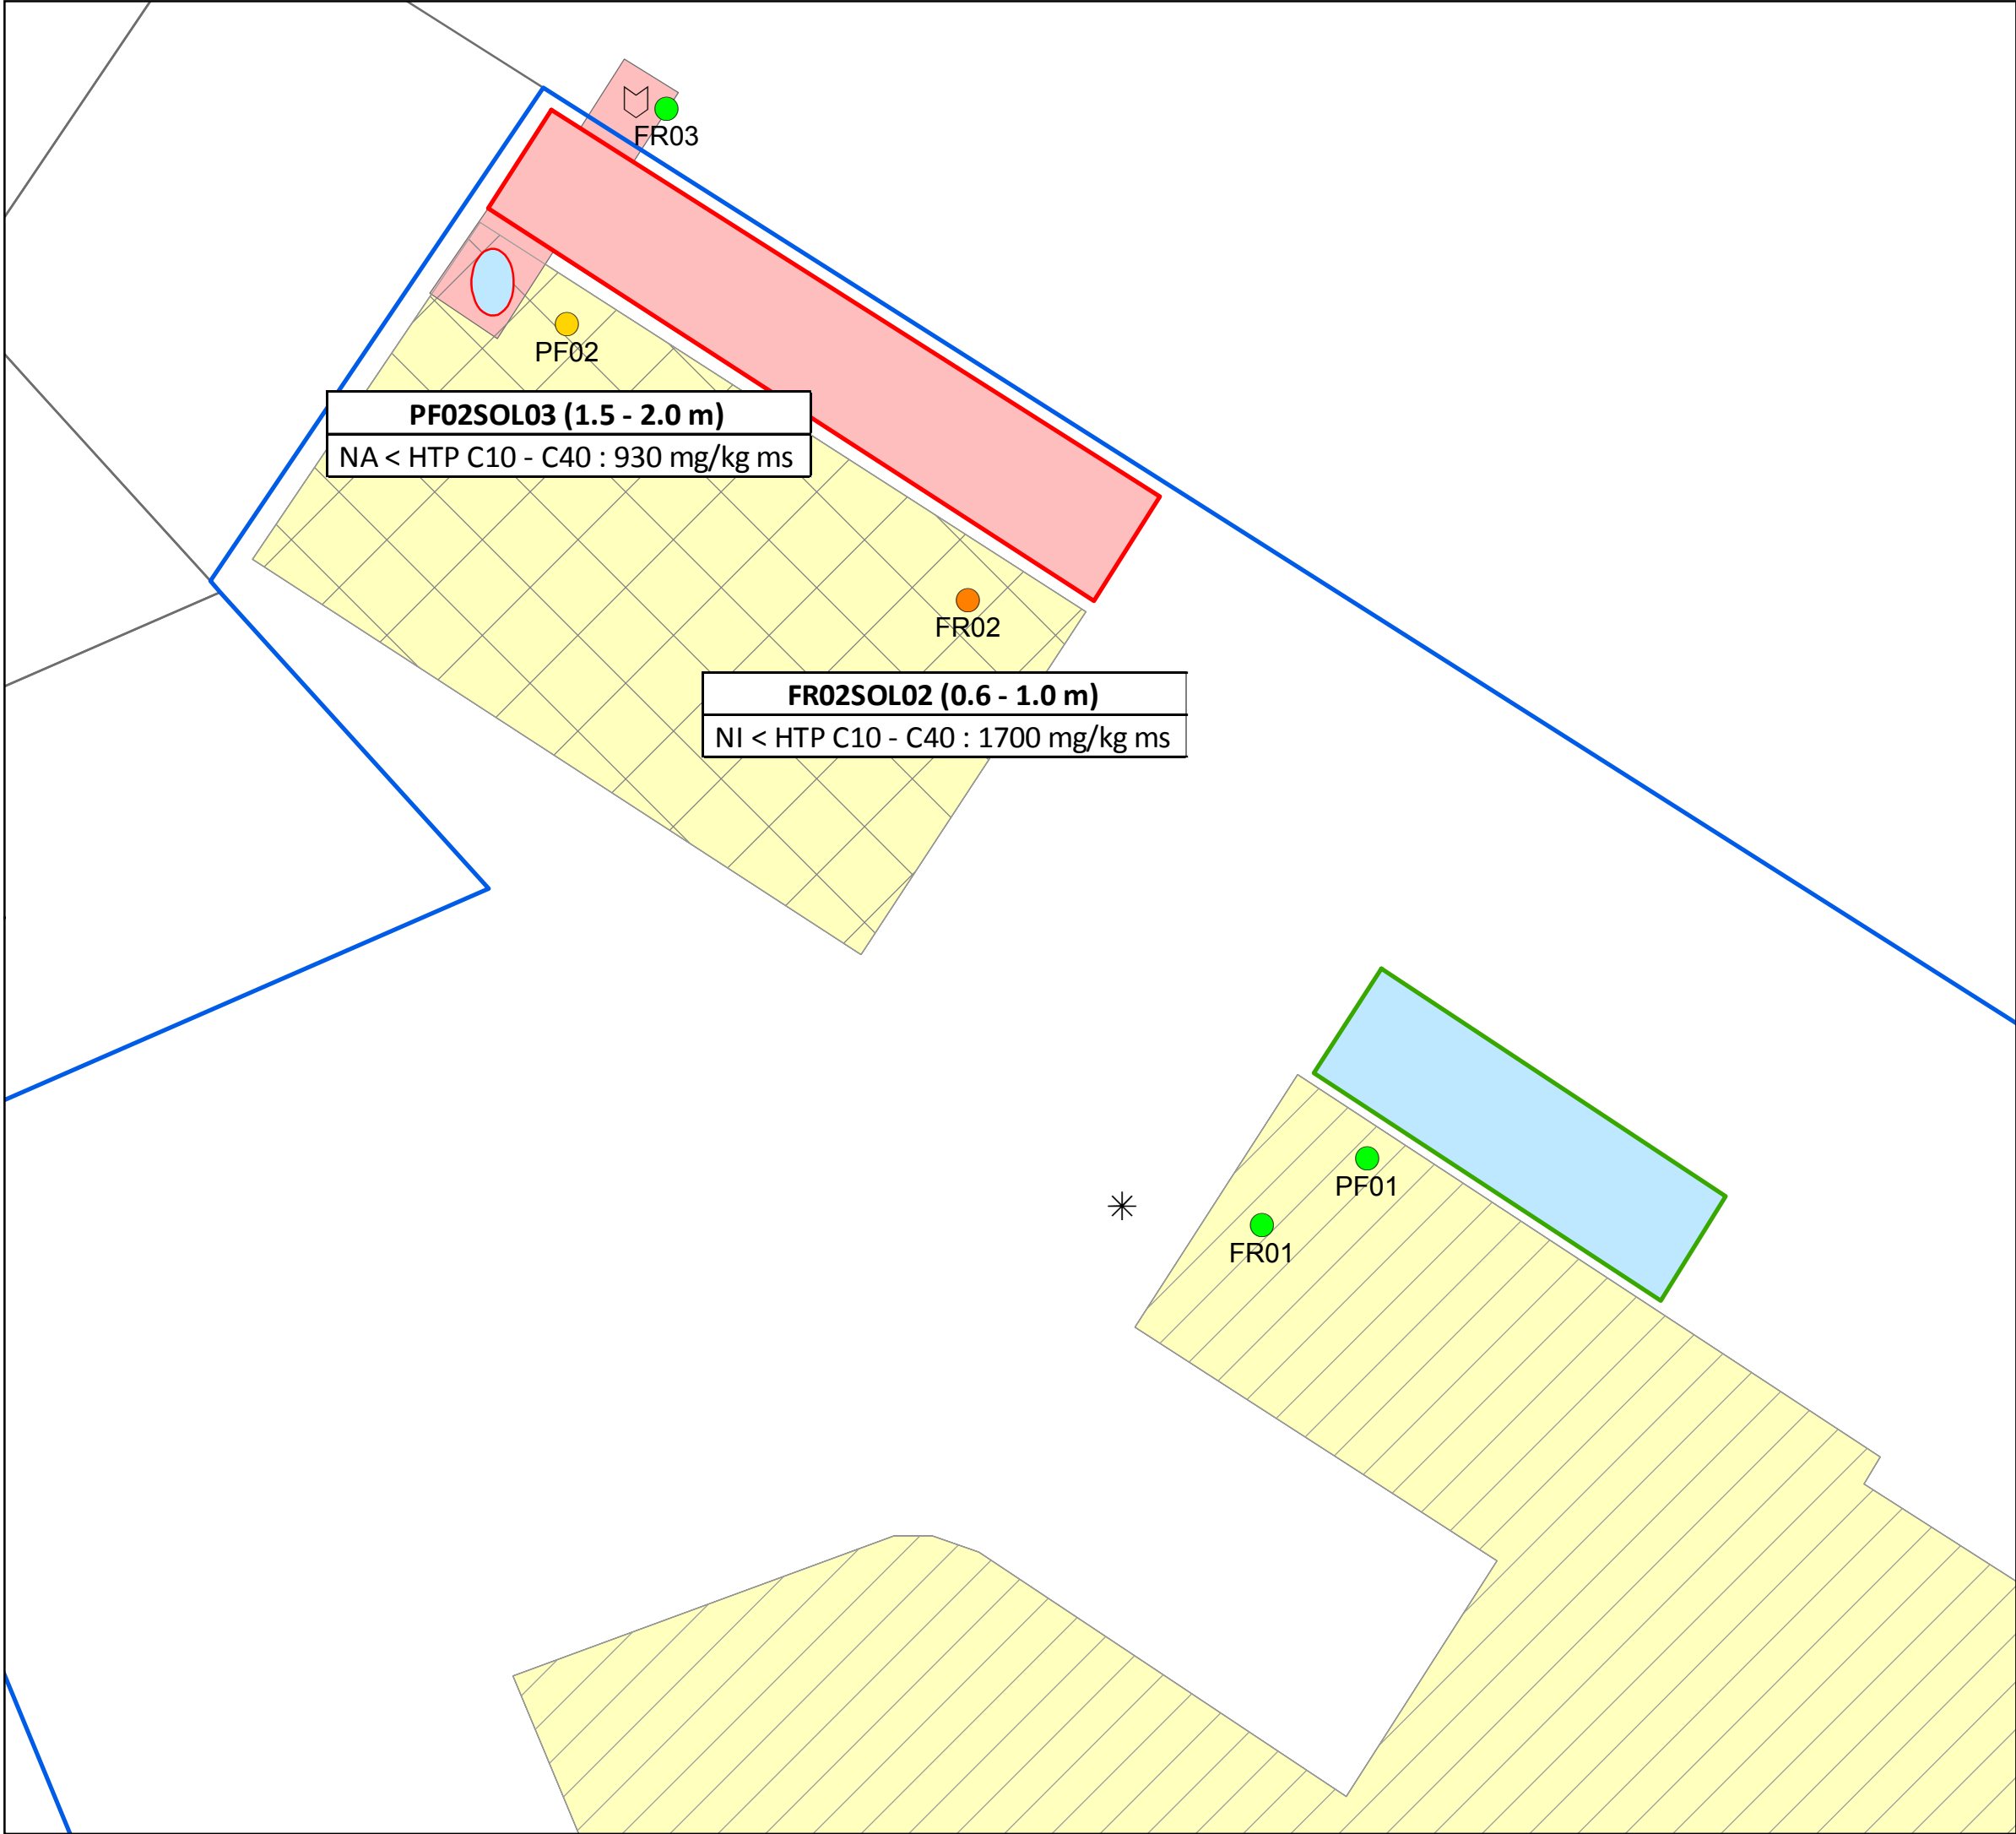 FR03
PF02
PF02SOL03 (1.5 - 2.0 m)
NA < HTP C10 - C40 : 930 mg/kg ms
FR02
FR02SOL02 (0.6 - 1.0 m)
NI < HTP C10 - C40 : 1700 mg/kg ms
PF01
FR01